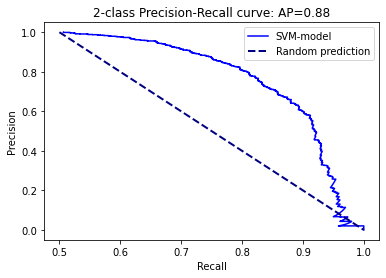 2-class Precision-Recall curve: AP=0.88
SVM-model
Random prediction
Precision
1.0
0.8
0.6
0.4
0.2
0.0
0.5
0.6
0.7
0.8
0.9
1.0
Recall